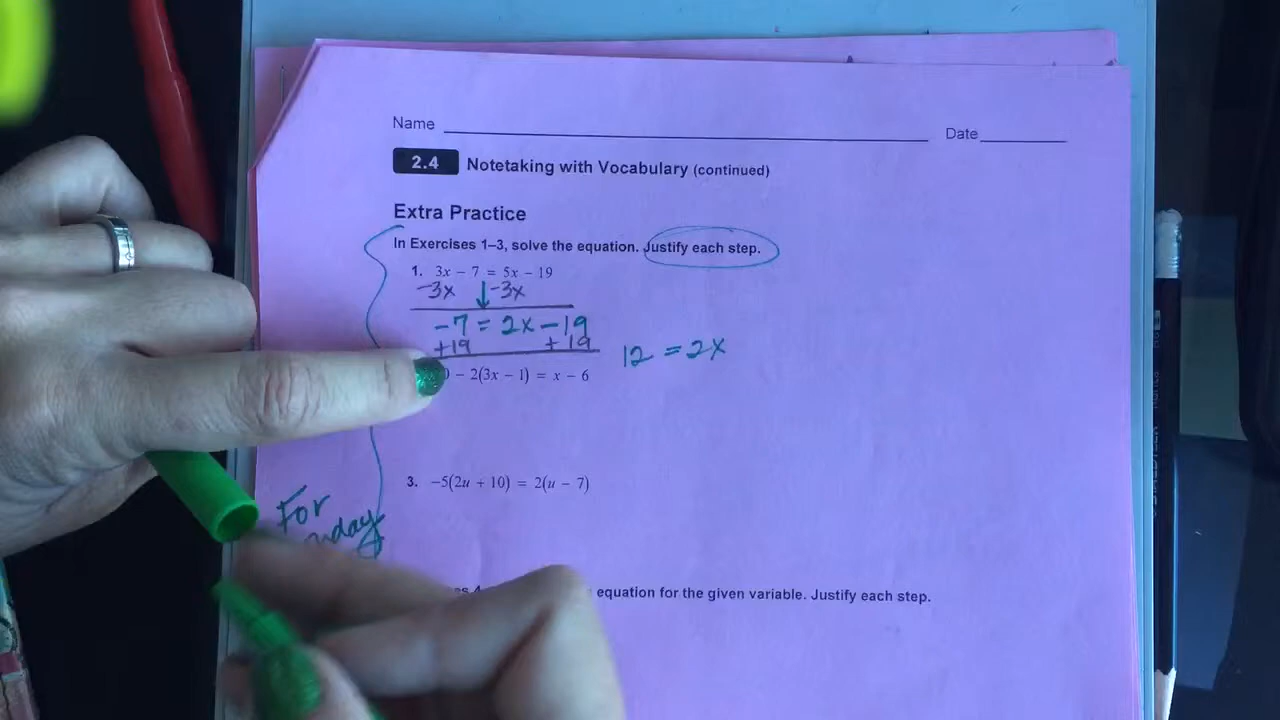 Name Date
2.4 Notetaking with Vocabulary (continued)
Extra Practice
In Exercises 1–3, solve the equation. Justify each step.
1. 3x − 7 = 5x − 19
-3x -3x
-7 = 2x -19
+19 +19
12 = 2x
− 2(3x − 1) = x − 6
3. −5(2u + 10) = 2(u − 7)
For
equation for the given variable. Justify each step.